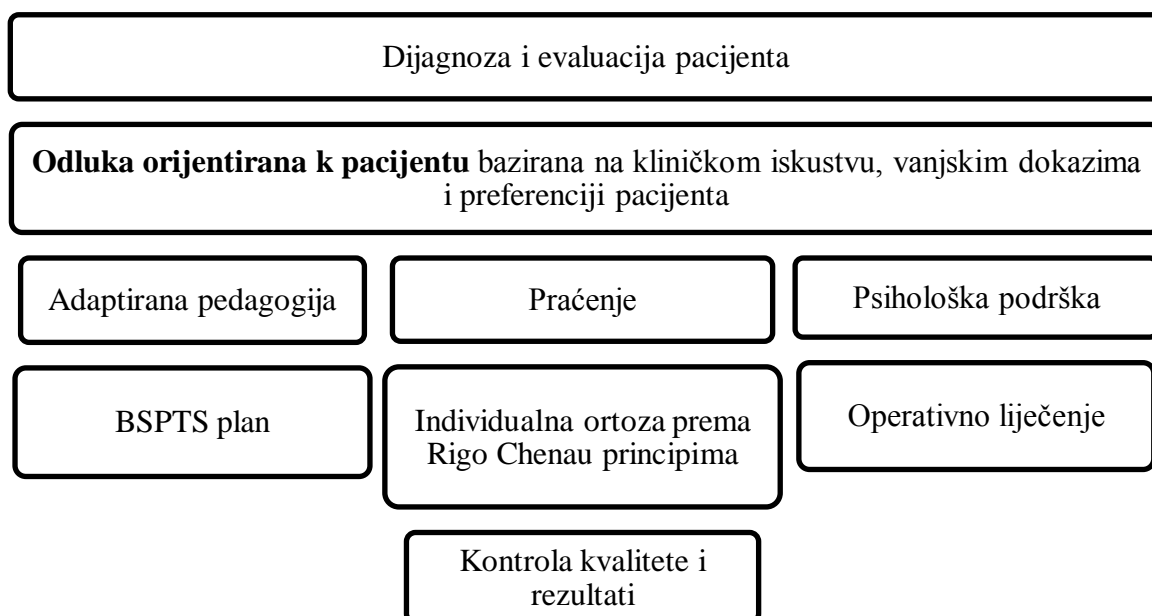 Dijagnoza i evaluacija pacijenta
Odluka orijentirana k pacijentu bazirana na kliničkom iskustvu, vanjskim dokazima
i preferenciji pacijenta
Adaptirana pedagogija
Praćenje
Psihološka podrška
BSPTS plan
Individualna ortoza prema
Rigo Chenau principima
Operativno liječenje
Kontrola kvalitete i
rezultati